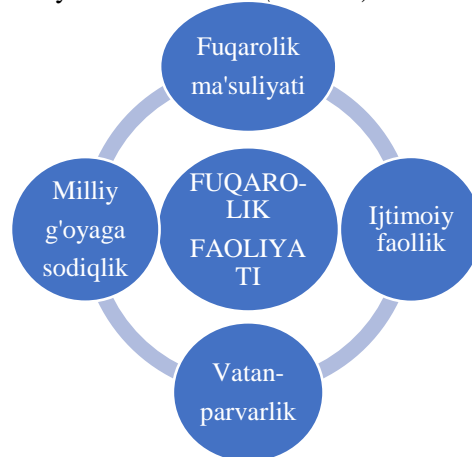 Fuqarolik
ma'suliyati
Milliy
g'oyaga
sodiqlik
FUQARO-
LIK
FAOLIYA
TI
Ijtimoiy
faollik
Vatan-
parvarlik